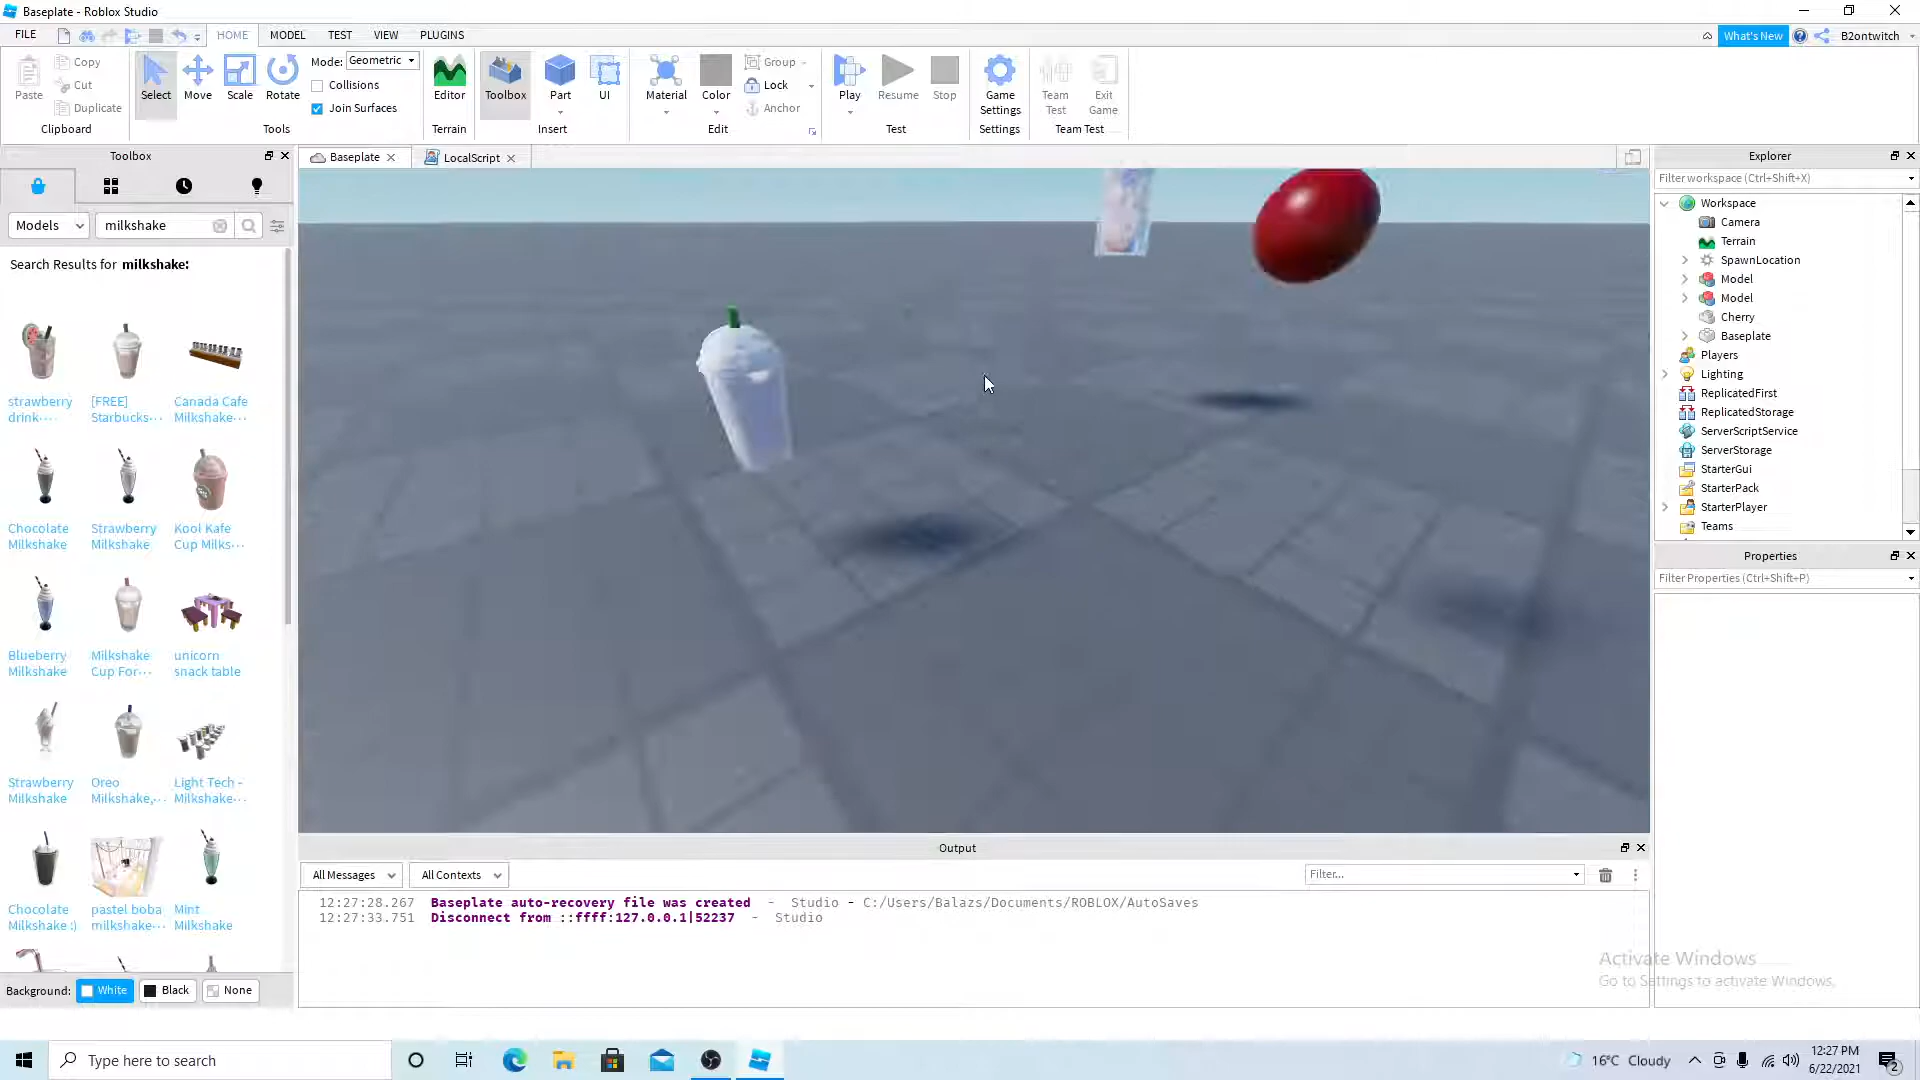 Baseplate - Roblox Studio
FILE
HOME
MODEL
TEST
VIEW
PLUGINS
What's New
B2ontwitch
Paste
Copy
Cut
Duplicate
Clipboard
Select
Move
Scale
Rotate
Mode: Geometric
Collisions
Join Surfaces
Tools
Editor
Terrain
Toolbox
Part
UI
Insert
Material
Color
Group
Lock
Anchor
Edit
Play
Resume
Stop
Test
Game
Settings
Settings
Team
Test
Exit
Game
Team Test
Toolbox
Models
milkshake
Search Results for milkshake:
strawberry
drink....
[FREE]
Starbucks...
Canada Cafe
Milkshake...
Chocolate
Milkshake
Strawberry
Milkshake
Kool Kafe
Cup Milks...
Blueberry
Milkshake
Milkshake
Cup For...
unicorn
snack table
Strawberry
Milkshake
Oreo
Milkshake,...
Light Tech -
Milkshake...
Chocolate
Milkshake :)
pastel boba
milkshake...
Mint
Milkshake
Background:
White
Black
None
Baseplate
LocalScript
Output
All Messages
All Contexts
Filter...
12:27:28.267 Baseplate auto-recovery file was created - Studio - C:/Users/Balazs/Documents/ROBLOX/AutoSaves
12:27:33.751 Disconnect from ::ffff:127.0.0.1|52237 - Studio
Explorer
Filter workspace (Ctrl+Shift+X)
Workspace
Camera
Terrain
SpawnLocation
Model
Model
Cherry
Baseplate
Players
Lighting
ReplicatedFirst
ReplicatedStorage
ServerScriptService
ServerStorage
StarterGui
StarterPack
StarterPlayer
Teams
Properties
Filter Properties (Ctrl+Shift+P)
Activate Windows
Go to Settings to activate Windows.
Type here to search
16°C Cloudy
12:27 PM
6/22/2021
2